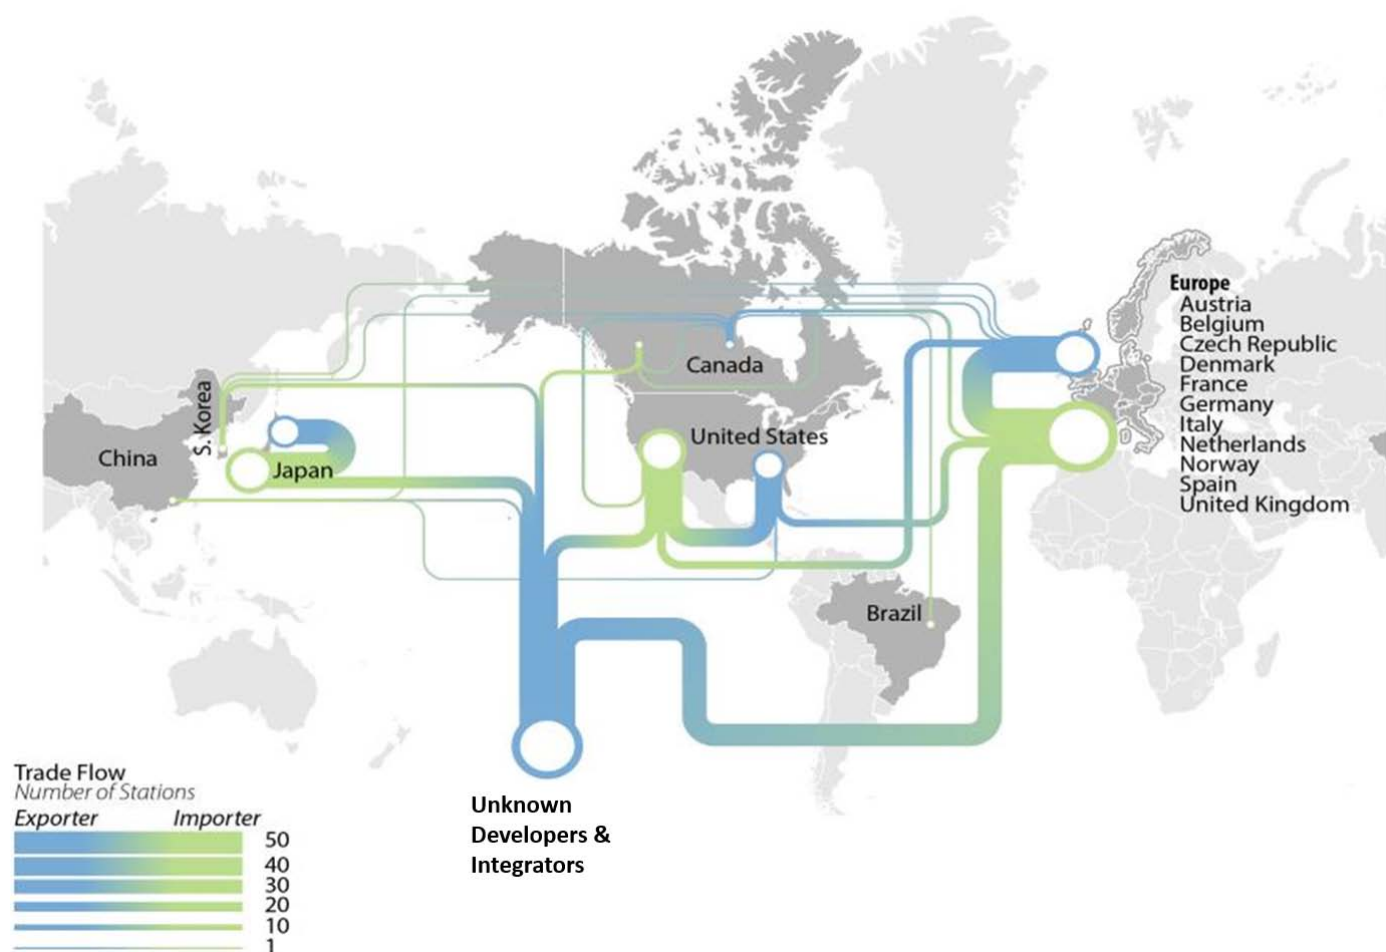 Europe
Austria
Belgium
Czech Republic
Denmark
France
Germany
Italy
Netherlands
Norway
Spain
United Kingdom
Canada
United States
S. Korea
China
Japan
Brazil
Unknown
Developers &
Integrators
Trade Flow
Number of Stations
Exporter Importer
50
40
30
20
10
1